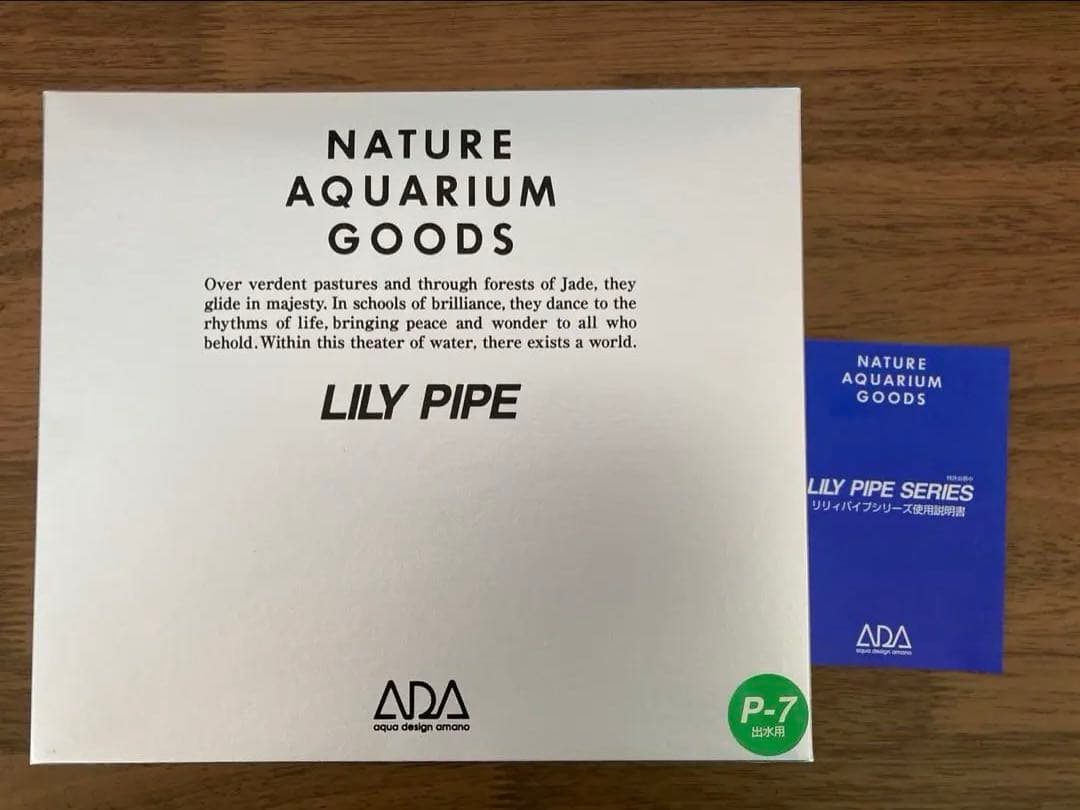 NATURE
AQUARIUM
GOODS
Over verdent pastures and through forests of Jade, they
glide in majesty. In schools of brilliance, they dance to the
rhythms of life, bringing peace and wonder to all who
behold. Within this theater of water, there exists a world.
LILY PIPE
ADA
aqua design amano
P-7
出水用
NATURE
AQUARIUM
GOODS
LILY PIPE SERIES
リリィパイプシリーズ使用説明書
ADA
aqua design amano